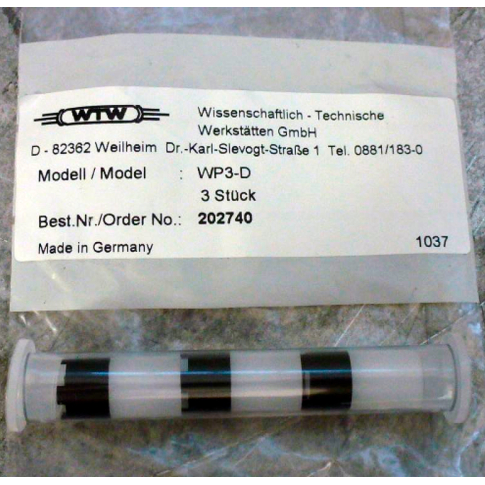 WTW
Wissenschaftlich - Technische
Werkstätten GmbH
D - 82362 Weilheim Dr.-Karl-Slevogt-Straße 1 Tel. 0881/183-0
Modell / Model : WP3-D
3 Stück
Best.Nr./Order No.: 202740
Made in Germany 1037